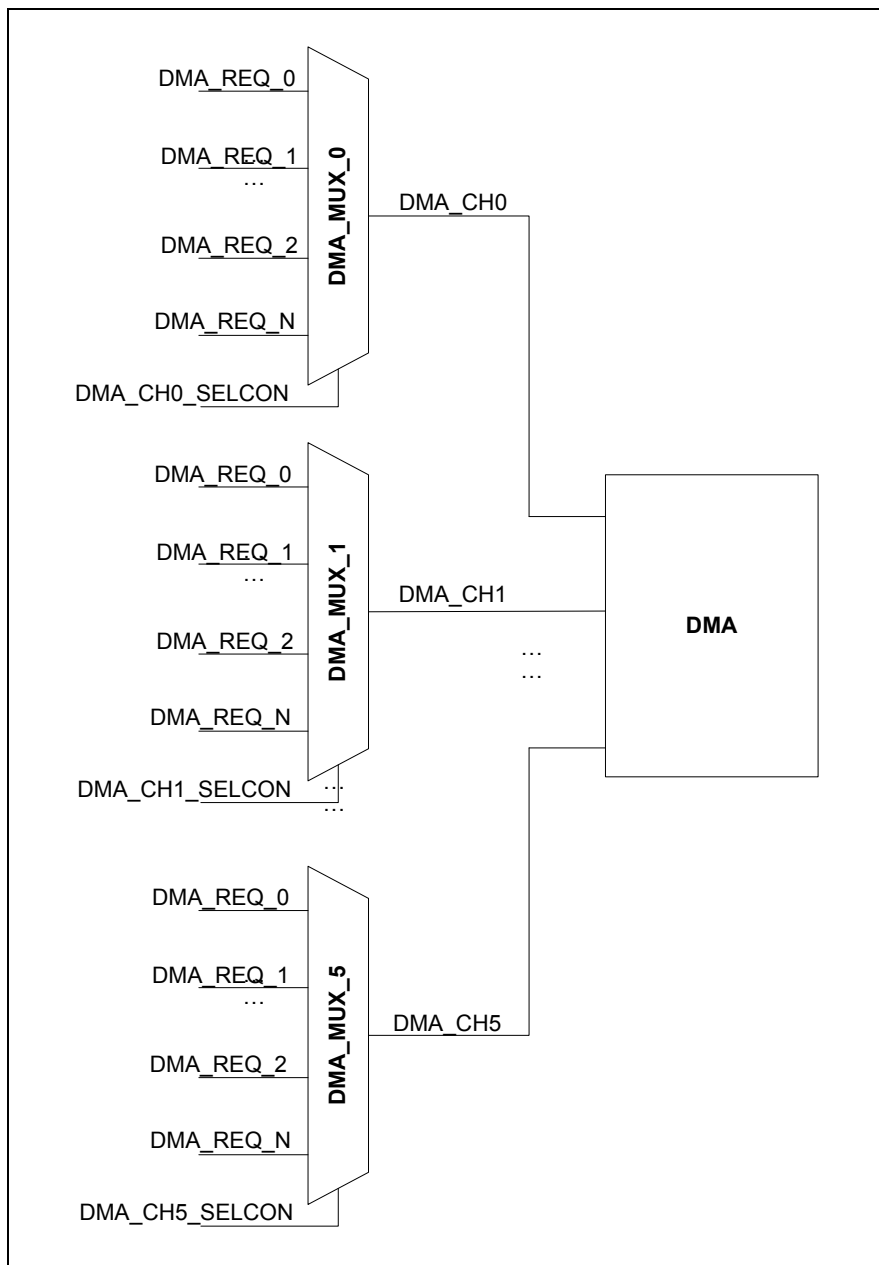 DMA_REQ_0
DMA_REQ_1
...
...
DMA_REQ_2
DMA_REQ_N
DMA_CH0_SELCON
DMA_MUX_0
DMA_CH0
DMA_REQ_0
DMA_REQ_1
...
...
DMA_REQ_2
DMA_REQ_N
DMA_CH1_SELCON
DMA_MUX_1
DMA_CH1
...
...
DMA
...
...
DMA_REQ_0
DMA_REQ_1
...
...
DMA_REQ_2
DMA_REQ_N
DMA_CH5_SELCON
DMA_MUX_5
DMA_CH5